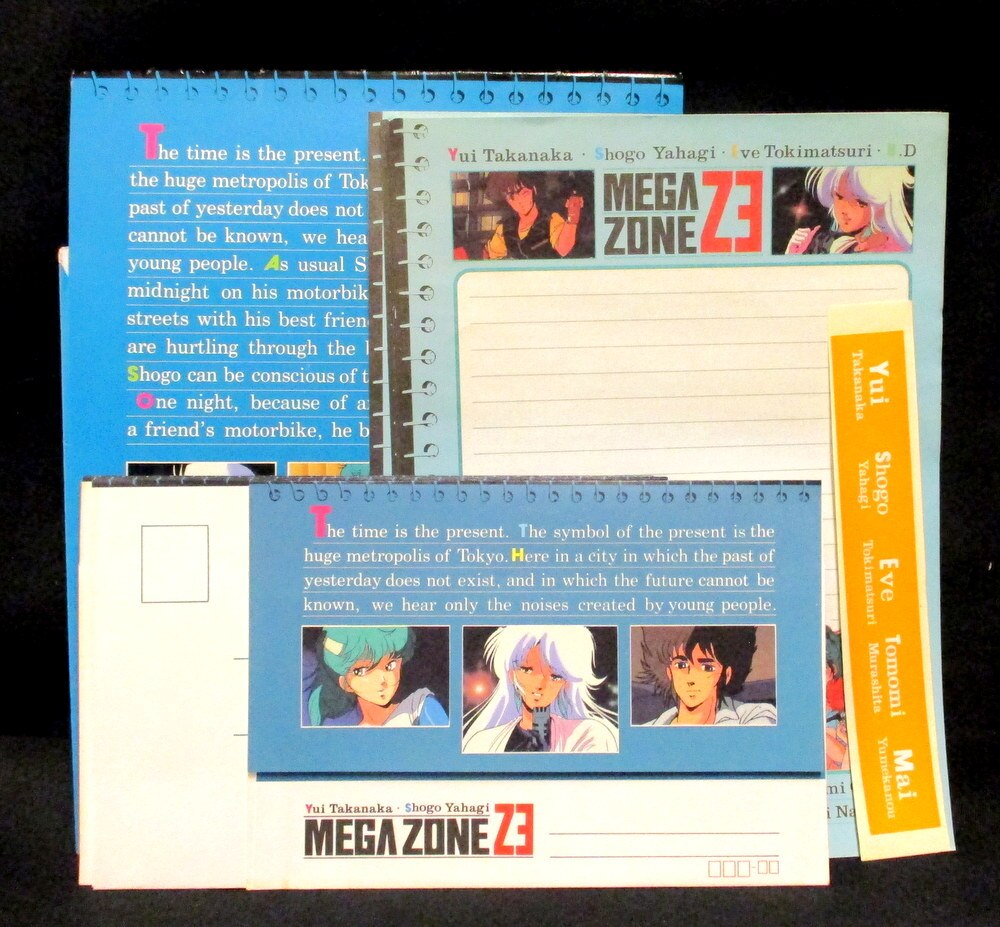 The time is the present.
the huge metropolis of Tok
past of yesterday does not
cannot be known, we hea
young people. As usual S
midnight on his motorbik
streets with his best frien
are hurtling through the
Shogo can be conscious of t
One night, because of a
a friend's motorbike, he b
Yui Takanaka · Shogo Yahagi · Eve Tokimatsuri · B.D
MEGA
ZONE 23
The time is the present. The symbol of the present is the
huge metropolis of Tokyo. Here in a city in which the past of
yesterday does not exist, and in which the future cannot be
known, we hear only the noises created by young people.
Yui Takanaka · Shogo Yahagi
MEGA ZONE 23
Yui
Takanaka
Shogo
Yahagi
Eve
Tokimatsuri
Tomomi
Murashita
Mai
Yumekanou
mi
i Na